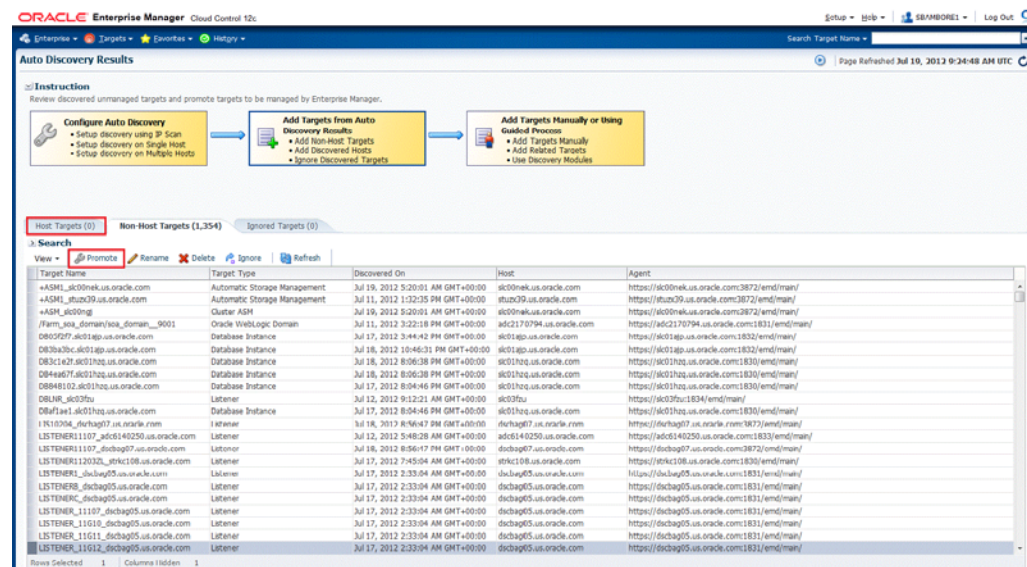 ORACLE Enterprise Manager Cloud Control 12c
Setup Help SBAMBORE1 Log Out
Enterprise Targets Favorites History
Search Target Name
Auto Discovery Results
Page Refreshed Jul 19, 2012 9:24:48 AM UTC
Instruction
Review discovered unmanaged targets and promote targets to be managed by Enterprise Manager.
Configure Auto Discovery
• Setup discovery using IP Scan
• Setup discovery on Single Host
• Setup discovery on Multiple Hosts
Add Targets from Auto
Discovery Results
• Add Non-Host Targets
• Add Discovered Hosts
• Ignore Discovered Targets
Add Targets Manually or Using
Guided Process
• Add Targets Manually
• Add Related Targets
• Use Discovery Modules
Host Targets (0) Non-Host Targets (1,354) Ignored Targets (0)
Search
View Promote Rename Delete Ignore Refresh
Target Name Target Type Discovered On Host Agent
+ASM1_slc00nek.us.oracle.com Automatic Storage Management Jul 19, 2012 5:20:01 AM GMT+00:00 slc00nek.us.oracle.com https://slc00nek.us.oracle.com:3872/emd/main/
+ASM1_stuzx39.us.oracle.com Automatic Storage Management Jul 11, 2012 1:32:35 PM GMT+00:00 stuzx39.us.oracle.com https://stuzx39.us.oracle.com:3872/emd/main/
+ASM_slc00ngj Cluster ASM Jul 19, 2012 5:20:01 AM GMT+00:00 slc00nek.us.oracle.com https://slc00nek.us.oracle.com:3872/emd/main/
/Farm_soa_domain/soa_domain__9001 Oracle WebLogic Domain Jul 11, 2012 3:22:18 PM GMT+00:00 adc2170794.us.oracle.com https://adc2170794.us.oracle.com:1831/emd/main/
DB05f2f7.slc01ajp.us.oracle.com Database Instance Jul 17, 2012 3:44:42 PM GMT+00:00 slc01ajp.us.oracle.com https://slc01ajp.us.oracle.com:1832/emd/main/
DB3ba3bc.slc01ajp.us.oracle.com Database Instance Jul 18, 2012 10:46:31 PM GMT+00:00 slc01ajp.us.oracle.com https://slc01ajp.us.oracle.com:1832/emd/main/
DB3c1e2f.slc01hzq.us.oracle.com Database Instance Jul 18, 2012 8:06:38 PM GMT+00:00 slc01hzq.us.oracle.com https://slc01hzq.us.oracle.com:1830/emd/main/
DB4ea67f.slc01hzq.us.oracle.com Database Instance Jul 18, 2012 8:06:38 PM GMT+00:00 slc01hzq.us.oracle.com https://slc01hzq.us.oracle.com:1830/emd/main/
DB848102.slc01hzq.us.oracle.com Database Instance Jul 17, 2012 8:04:46 PM GMT+00:00 slc01hzq.us.oracle.com https://slc01hzq.us.oracle.com:1830/emd/main/
DBLNR_slc03fzu Listener Jul 12, 2012 9:12:21 AM GMT+00:00 slc03fzu https://slc03fzu:1834/emd/main/
DBaf1ae1.slc01hzq.us.oracle.com Database Instance Jul 17, 2012 8:04:46 PM GMT+00:00 slc01hzq.us.oracle.com https://slc01hzq.us.oracle.com:1830/emd/main/
LIS10204_dscbag07.us.oracle.com Listener Jul 18, 2012 8:56:47 PM GMT+00:00 dscbag07.us.oracle.com https://dscbag07.us.oracle.com:3872/emd/main/
LISTENER11107_adc6140250.us.oracle.com Listener Jul 12, 2012 5:48:28 AM GMT+00:00 adc6140250.us.oracle.com https://adc6140250.us.oracle.com:1833/emd/main/
LISTENER11107_dscbag07.us.oracle.com Listener Jul 18, 2012 8:56:47 PM GMT+00:00 dscbag07.us.oracle.com https://dscbag07.us.oracle.com:3872/emd/main/
LISTENER11203ZL_strkc108.us.oracle.com Listener Jul 17, 2012 7:45:04 AM GMT+00:00 strkc108.us.oracle.com https://strkc108.us.oracle.com:1830/emd/main/
LISTENER1_dscbag05.us.oracle.com Listener Jul 17, 2012 2:33:04 AM GMT+00:00 dscbag05.us.oracle.com https://dscbag05.us.oracle.com:1831/emd/main/
LISTENERB_dscbag05.us.oracle.com Listener Jul 17, 2012 2:33:04 AM GMT+00:00 dscbag05.us.oracle.com https://dscbag05.us.oracle.com:1831/emd/main/
LISTENERC_dscbag05.us.oracle.com Listener Jul 17, 2012 2:33:04 AM GMT+00:00 dscbag05.us.oracle.com https://dscbag05.us.oracle.com:1831/emd/main/
LISTENER_11107_dscbag05.us.oracle.com Listener Jul 17, 2012 2:33:04 AM GMT+00:00 dscbag05.us.oracle.com https://dscbag05.us.oracle.com:1831/emd/main/
LISTENER_11G10_dscbag05.us.oracle.com Listener Jul 17, 2012 2:33:04 AM GMT+00:00 dscbag05.us.oracle.com https://dscbag05.us.oracle.com:1831/emd/main/
LISTENER_11G11_dscbag05.us.oracle.com Listener Jul 17, 2012 2:33:04 AM GMT+00:00 dscbag05.us.oracle.com https://dscbag05.us.oracle.com:1831/emd/main/
LISTENER_11G12_dscbag05.us.oracle.com Listener Jul 17, 2012 2:33:04 AM GMT+00:00 dscbag05.us.oracle.com https://dscbag05.us.oracle.com:1831/emd/main/
Rows Selected 1 Columns Hidden 1